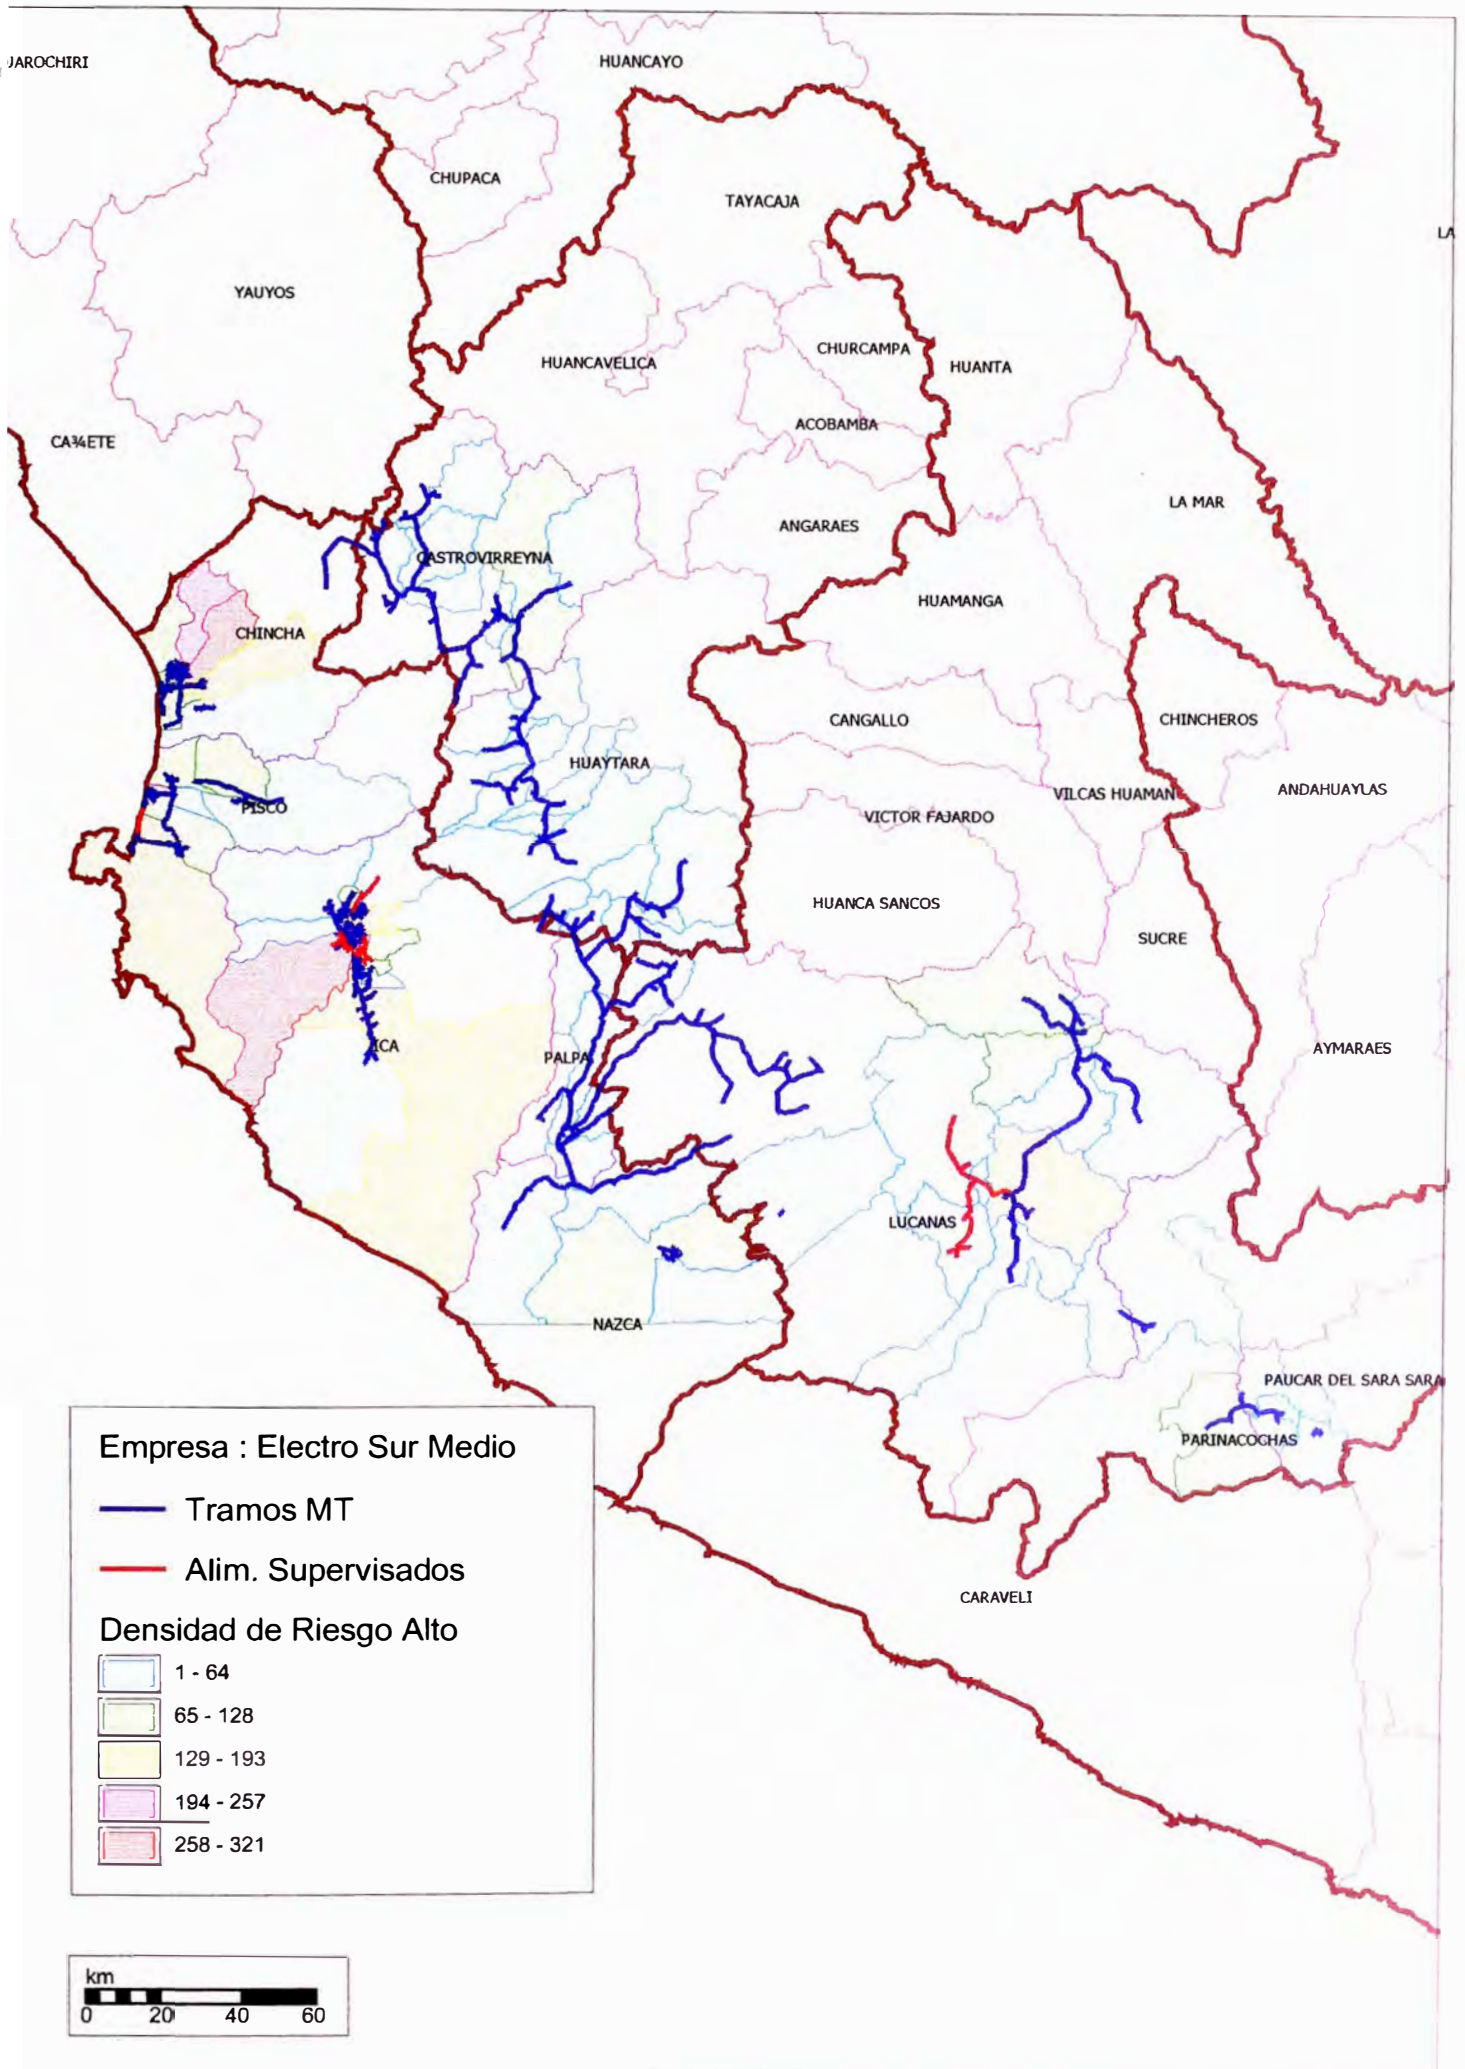 JAROCHIRI
HUANCAYO
CHUPACA
TAYACAJA
LA
YAUYOS
HUANCAVELICA
CHURCAMPA
HUANTA
CA¾ETE
ACOBAMBA
LA MAR
ANGARAES
CASTROVIRREYNA
HUAMANGA
CHINCHA
CANGALLO
CHINCHEROS
HUAYTARA
ANDAHUAYLAS
VILCAS HUAMAN
PISCO
VICTOR FAJARDO
HUANCA SANCOS
SUCRE
ICA
PALPA
AYMARAES
LUCANAS
NAZCA
PAUCAR DEL SARA SARA
PARINACOCHAS
CARAVELI
Empresa : Electro Sur Medio
Tramos MT
Alim. Supervisados
Densidad de Riesgo Alto
1 - 64
65 - 128
129 - 193
194 - 257
258 - 321
km
0 20 40 60